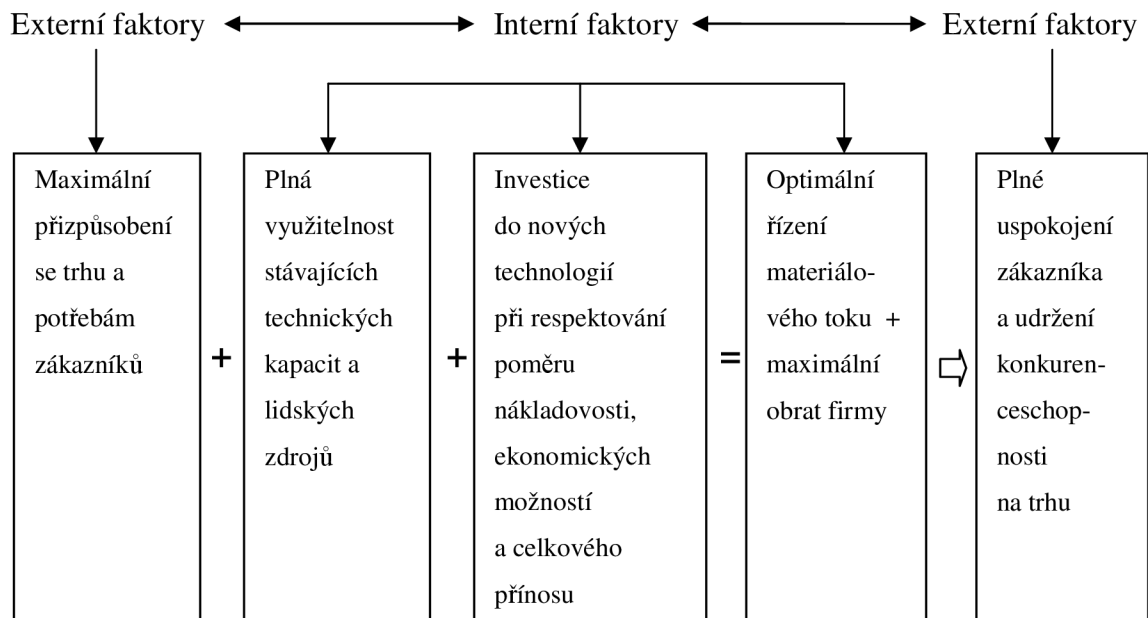 Externí faktory
Interní faktory
Externí faktory
Maximální
přizpůsobení
se trhu a
potřebám
zákazníků
+
Plná
využitelnost
stávajících
technických
kapacit a
lidských
zdrojů
+
Investice
do nových
technologií
při respektování
poměru
nákladovosti,
ekonomických
možností
a celkového
přínosu
=
Optimální
řízení
materiálo-
vého toku +
maximální
obrat firmy
Plné
uspokojení
zákazníka
a udržení
konkuren-
ceschop-
nosti
na trhu